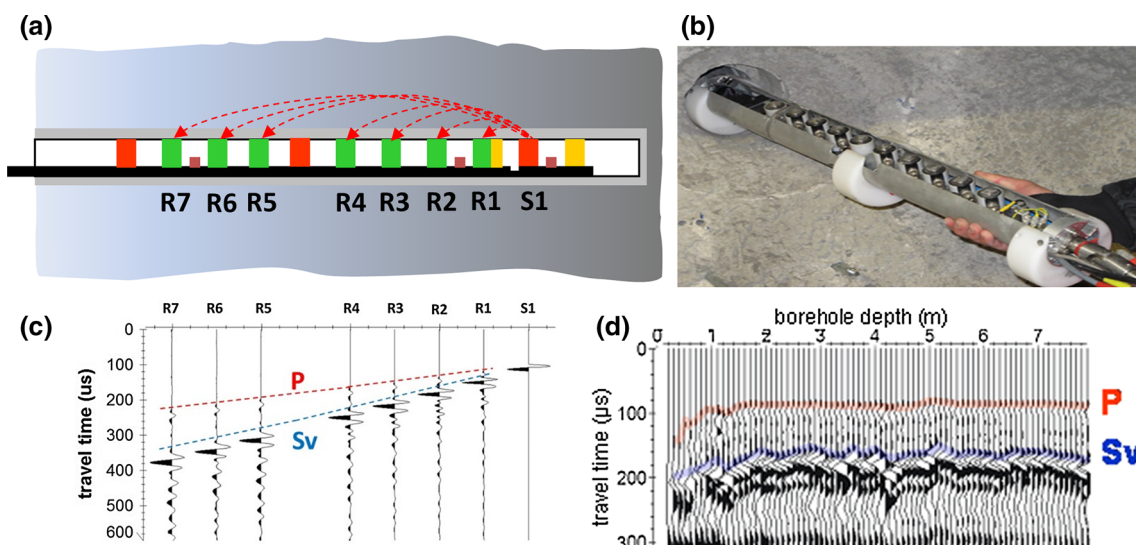 (a)
R7 R6 R5 R4 R3 R2 R1 S1
(b)
(c)
R7 R6 R5 R4 R3 R2 R1 S1
travel time (us)
0
100
200
300
400
500
600
P
Sv
(d)
borehole depth (m)
0 1 2 3 4 5 6 7
travel time (µs)
0
100
200
300
P
Sv